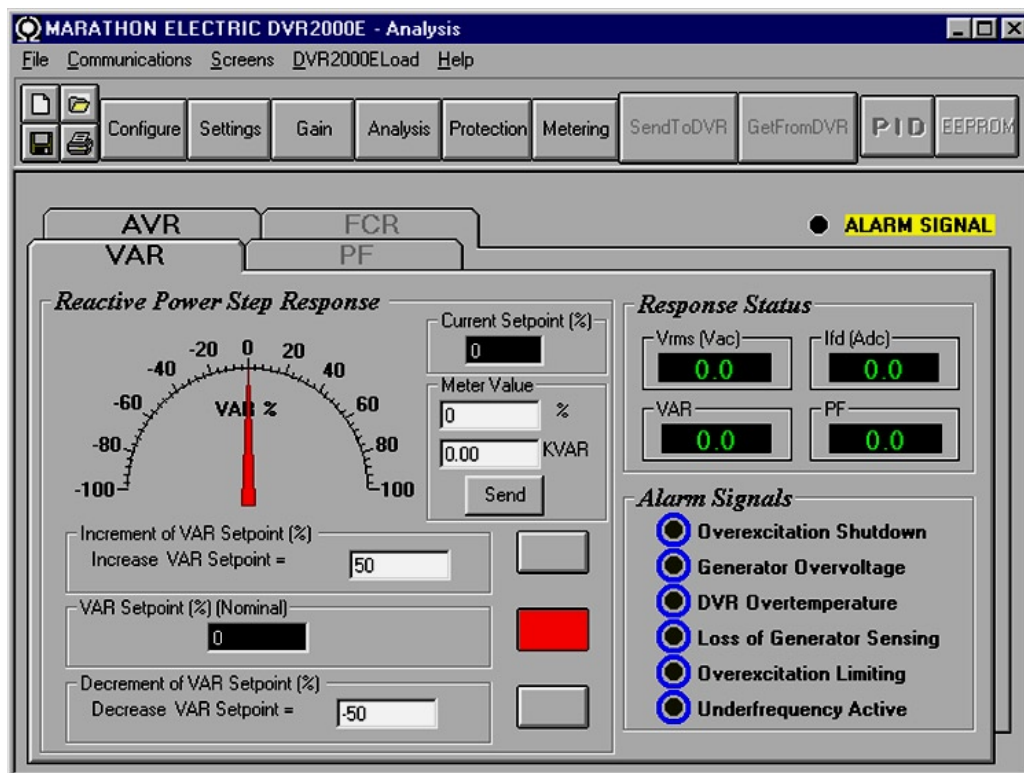 MARATHON ELECTRIC DVR2000E - Analysis
File Communications Screens DVR2000ELoad Help
Configure Settings Gain Analysis Protection Metering SendToDVR GetFromDVR PID EEPROM
AVR FCR
ALARM SIGNAL
VAR PF
Reactive Power Step Response
-100 -80 -60 -40 -20 0 20 40 60 80 100
VAR %
Current Setpoint (%)
0
Meter Value
0 %
0.00 KVAR
Send
Increment of VAR Setpoint (%)
Increase VAR Setpoint = 50
VAR Setpoint (%) (Nominal)
0
Decrement of VAR Setpoint (%)
Decrease VAR Setpoint = -50
Response Status
Vrms (Vac) Ifd (Adc)
0.0 0.0
VAR PF
0.0 0.0
Alarm Signals
Overexcitation Shutdown
Generator Overvoltage
DVR Overtemperature
Loss of Generator Sensing
Overexcitation Limiting
Underfrequency Active